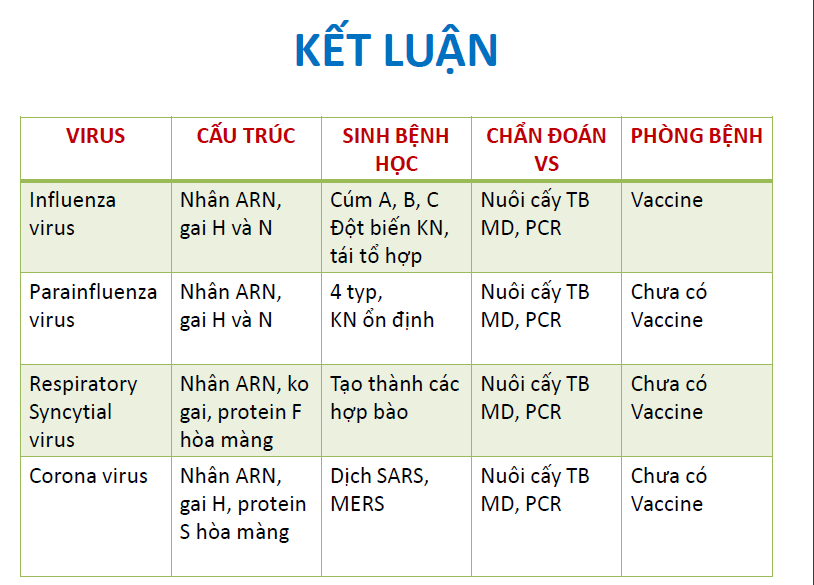 KẾT LUẬN
VIRUS
CẤU TRÚC
SINH BỆNH
HỌC
CHẨN ĐOÁN
VS
PHÒNG BỆNH
Influenza
virus
Nhân ARN,
gai H và N
Cúm A, B, C
Đột biến KN,
tái tổ hợp
Nuôi cấy TB
MD, PCR
Vaccine
Parainfluenza
virus
Nhân ARN,
gai H và N
4 typ,
KN ổn định
Nuôi cấy TB
MD, PCR
Chưa có
Vaccine
Respiratory
Syncytial
virus
Nhân ARN, ko
gai, protein F
hòa màng
Tạo thành các
hợp bào
Nuôi cấy TB
MD, PCR
Chưa có
Vaccine
Corona virus
Nhân ARN,
gai H, protein
S hòa màng
Dịch SARS,
MERS
Nuôi cấy TB
MD, PCR
Chưa có
Vaccine